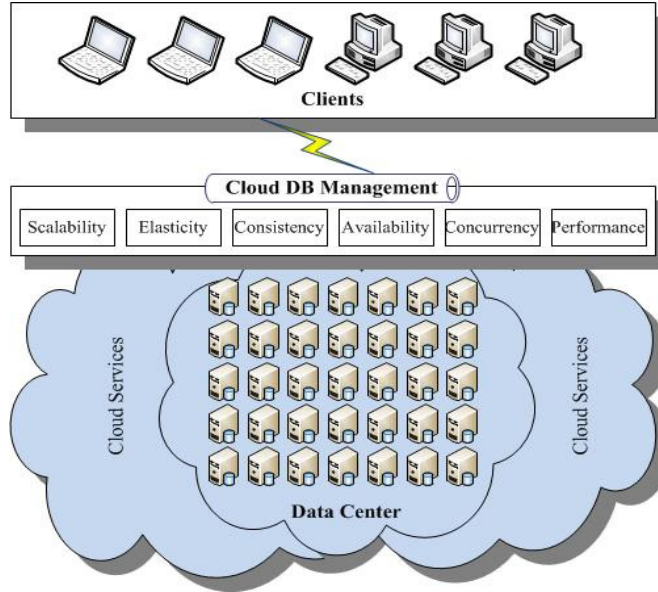 Clients
Cloud DB Management
Scalability
Elasticity
Consistency
Availability
Concurrency
Performance
Cloud Services
Cloud Services
Data Center